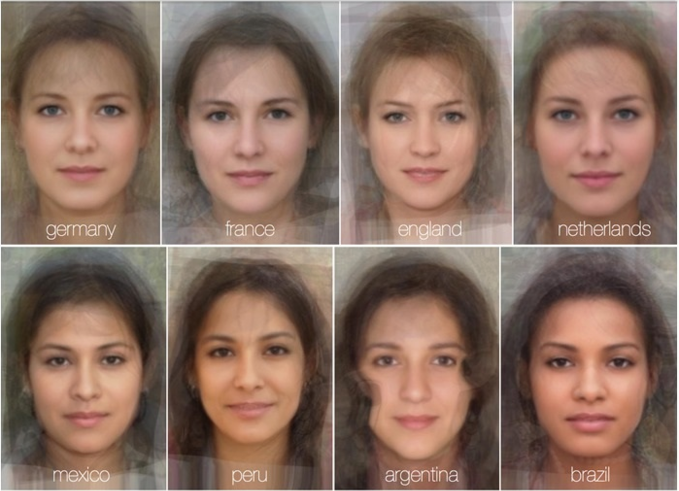 germany
france
england
netherlands
mexico
peru
argentina
brazil